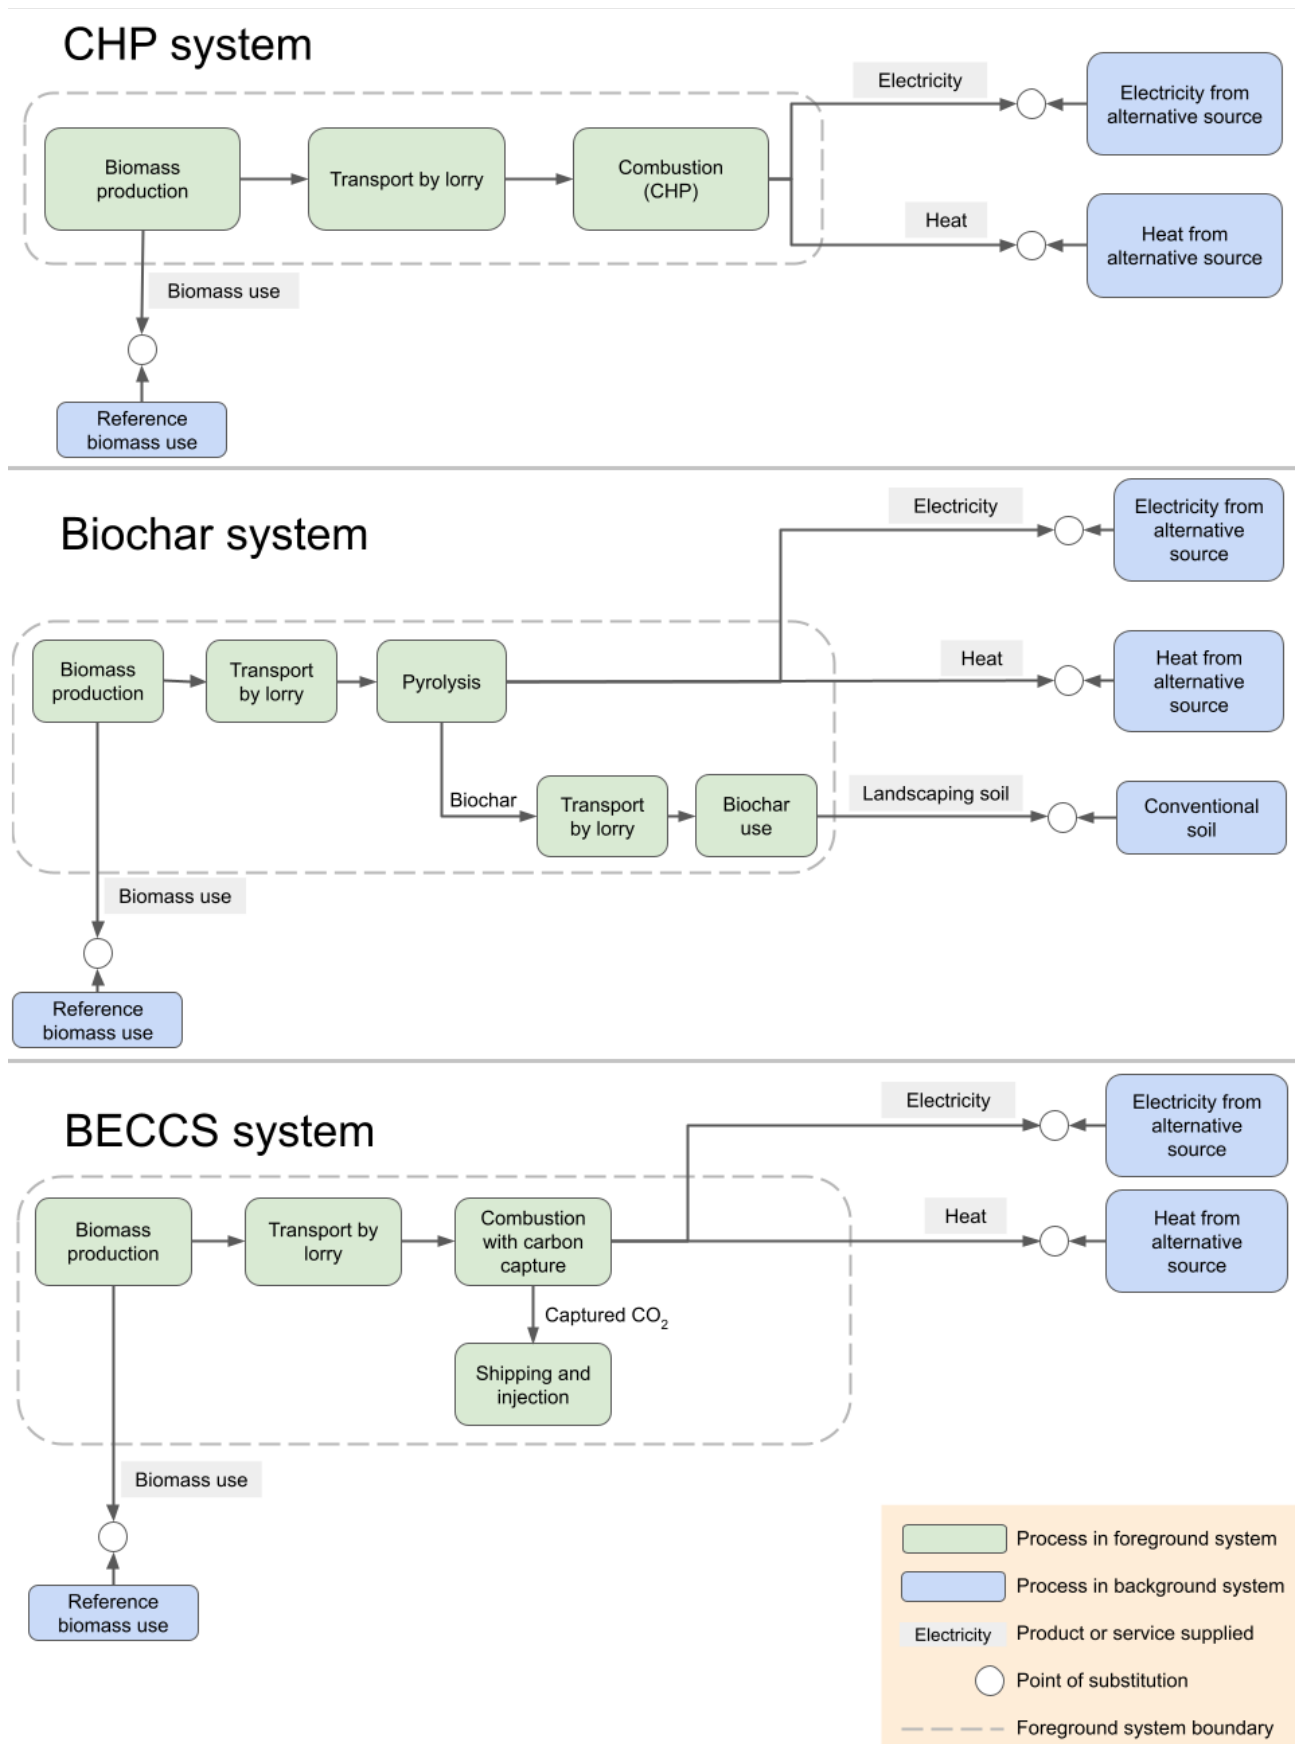 CHP system
Electricity
Electricity from
alternative source
Biomass
production
Transport by lorry
Combustion
(CHP)
Heat
Heat from
alternative source
Biomass use
Reference
biomass use
Biochar system
Electricity
Electricity from
alternative
source
Biomass
production
Transport
by lorry
Pyrolysis
Heat
Heat from
alternative
source
Biochar
Transport
by lorry
Biochar
use
Landscaping soil
Conventional
soil
Biomass use
Reference
biomass use
BECCS system
Electricity
Electricity from
alternative
source
Biomass
production
Transport by
lorry
Combustion
with carbon
capture
Heat
Heat from
alternative
source
Captured CO2
Shipping and
injection
Biomass use
Reference
biomass use
Process in foreground system
Process in background system
Electricity Product or service supplied
Point of substitution
Foreground system boundary